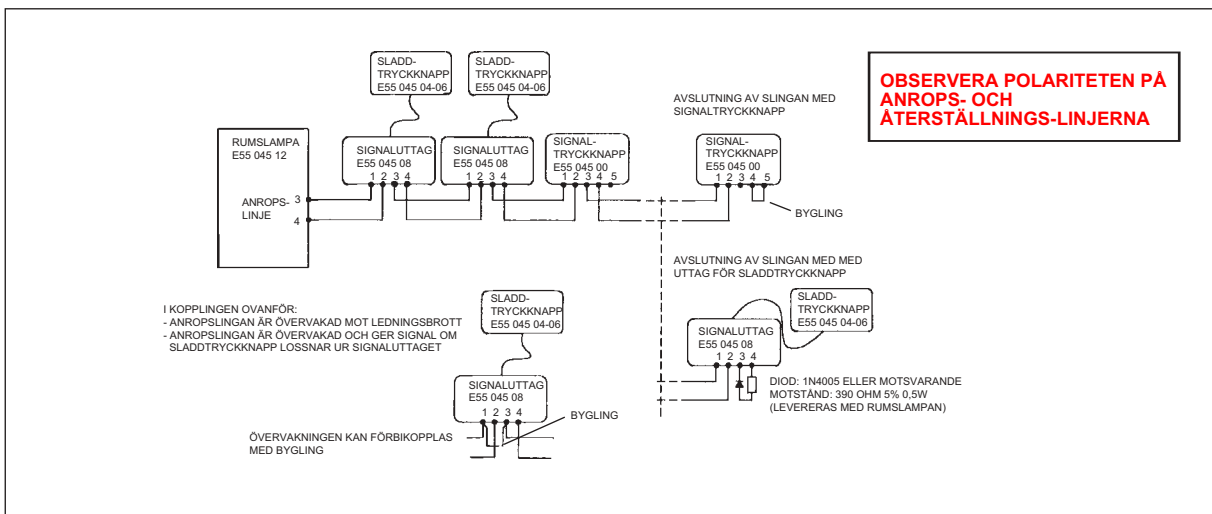 SLADD-
TRYCKKNAPP
E55 045 04-06
SLADD-
TRYCKKNAPP
E55 045 04-06
OBSERVERA POLARITETEN PÅ
ANROPS- OCH
ÅTERSTÄLLNINGS-LINJERNA
AVSLUTNING AV SLINGAN MED
SIGNALTRYCKKNAPP
RUMSLAMPA
E55 045 12
ANROPS-
LINJE
3
4
SIGNALUTTAG
E55 045 08
1 2 3 4
SIGNALUTTAG
E55 045 08
1 2 3 4
SIGNAL-
TRYCKKNAPP
E55 045 00
1 2 3 4 5
SIGNAL-
TRYCKKNAPP
E55 045 00
1 2 3 4 5
BYGLING
AVSLUTNING AV SLINGAN MED MED
UTTAG FÖR SLADDTRYCKKNAPP
I KOPPLINGEN OVANFÖR:
- ANROPSLINGAN ÄR ÖVERVAKAD MOT LEDNINGSBROTT
- ANROPSLINGAN ÄR ÖVERVAKAD OCH GER SIGNAL OM
SLADDTRYCKKNAPP LOSSNAR UR SIGNALUTTAGET
SLADD-
TRYCKKNAPP
E55 045 04-06
SLADD-
TRYCKKNAPP
E55 045 04-06
SIGNALUTTAG
E55 045 08
1 2 3 4
DIOD: 1N4005 ELLER MOTSVARANDE
MOTSTÅND: 390 OHM 5% 0,5W
(LEVERERAS MED RUMSLAMPAN)
SIGNALUTTAG
E55 045 08
1 2 3 4
BYGLING
ÖVERVAKNINGEN KAN FÖRBIKOPPLAS
MED BYGLING